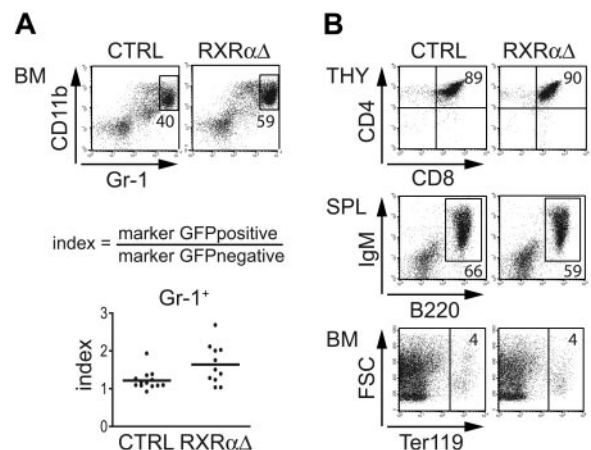 A
CTRL RXRαΔ
BM
CD11b
40 59
Gr-1
index = marker GFPpositive
marker GFPnegative
Gr-1+
3
2
1
0
index
CTRL RXRαΔ
B
CTRL RXRαΔ
THY
CD4
89 90
CD8
SPL
IgM
66 59
B220
BM
FSC
4 4
Ter119